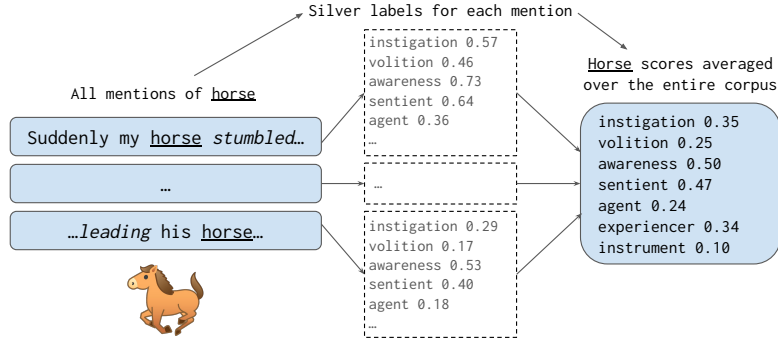 Silver labels for each mention
All mentions of horse
Suddenly my horse stumbled…
…
…leading his horse…
instigation 0.57
volition 0.46
awareness 0.73
sentient 0.64
agent 0.36
…
…
instigation 0.29
volition 0.17
awareness 0.53
sentient 0.40
agent 0.18
…
Horse scores averaged
over the entire corpus
instigation 0.35
volition 0.25
awareness 0.50
sentient 0.47
agent 0.24
experiencer 0.34
instrument 0.10